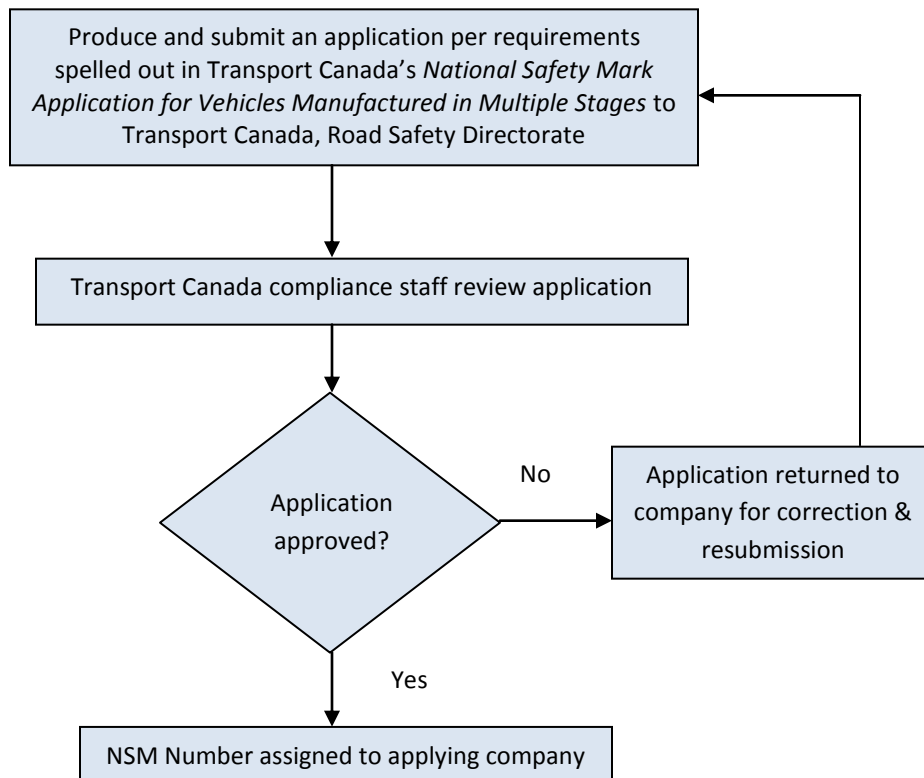 Produce and submit an application per requirements
spelled out in Transport Canada’s National Safety Mark
Application for Vehicles Manufactured in Multiple Stages to
Transport Canada, Road Safety Directorate
Transport Canada compliance staff review application
Application
approved?
No
Application returned to
company for correction &
resubmission
Yes
NSM Number assigned to applying company